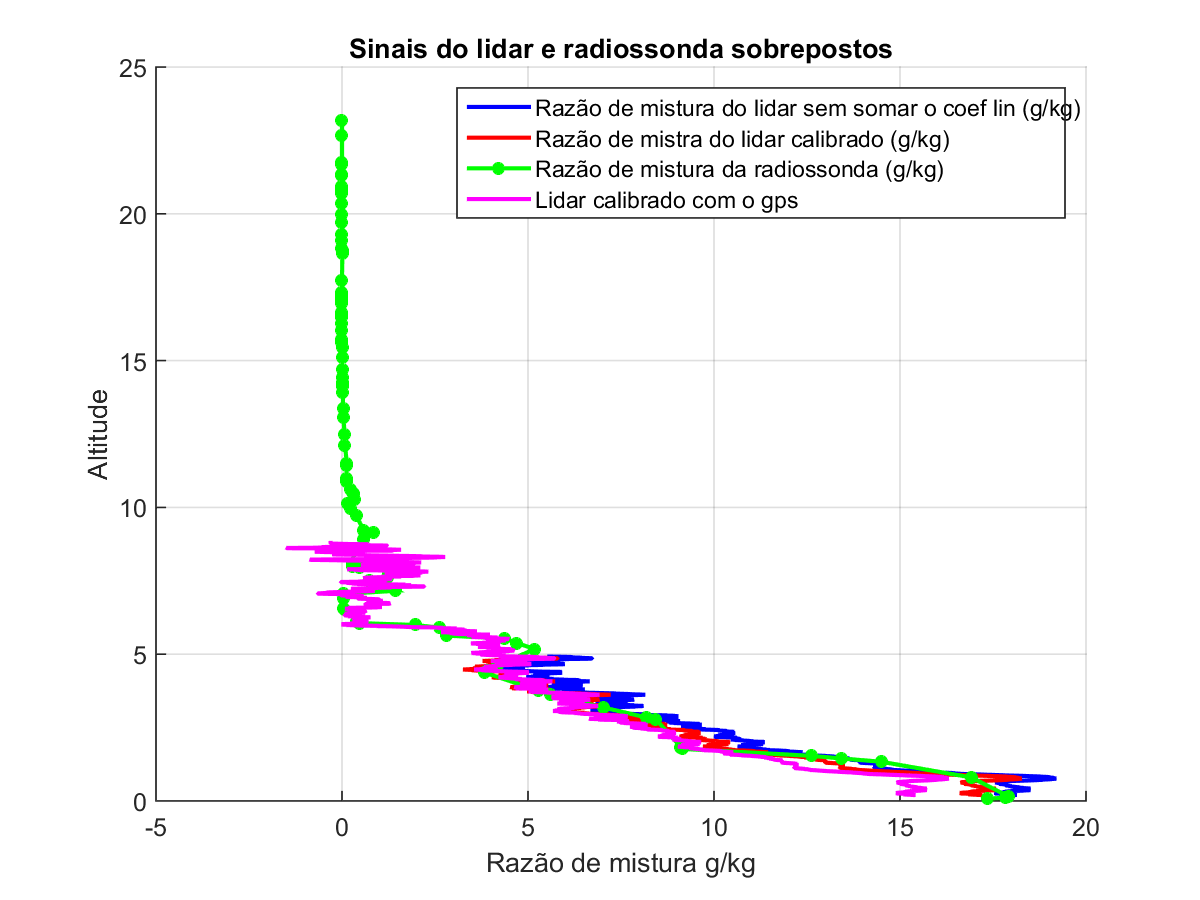 Sinais do lidar e radiossonda sobrepostos
25
20
15
10
5
0
-5
0
5
10
15
20
Altitude
Razão de mistura g/kg
Razão de mistura do lidar sem somar o coef lin (g/kg)
Razão de mistra do lidar calibrado (g/kg)
Razão de mistura da radiossonda (g/kg)
Lidar calibrado com o gps